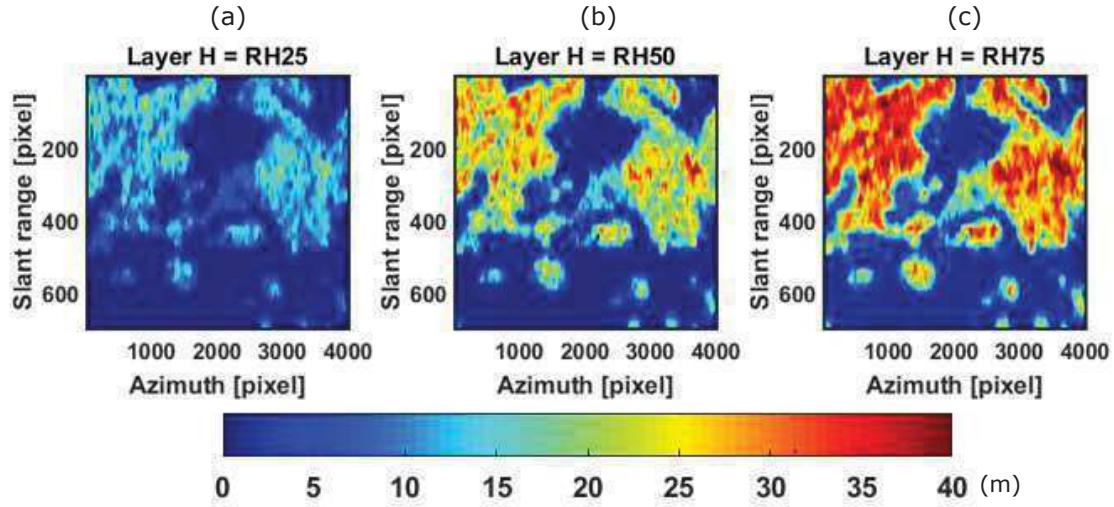 (a) (b) (c)
Layer H = RH25 Layer H = RH50 Layer H = RH75
Slant range [pixel] Slant range [pixel] Slant range [pixel]
200 200 200
400 400 400
600 600 600
1000 2000 3000 4000 1000 2000 3000 4000 1000 2000 3000 4000
Azimuth [pixel] Azimuth [pixel] Azimuth [pixel]
0 5 10 15 20 25 30 35 40 (m)